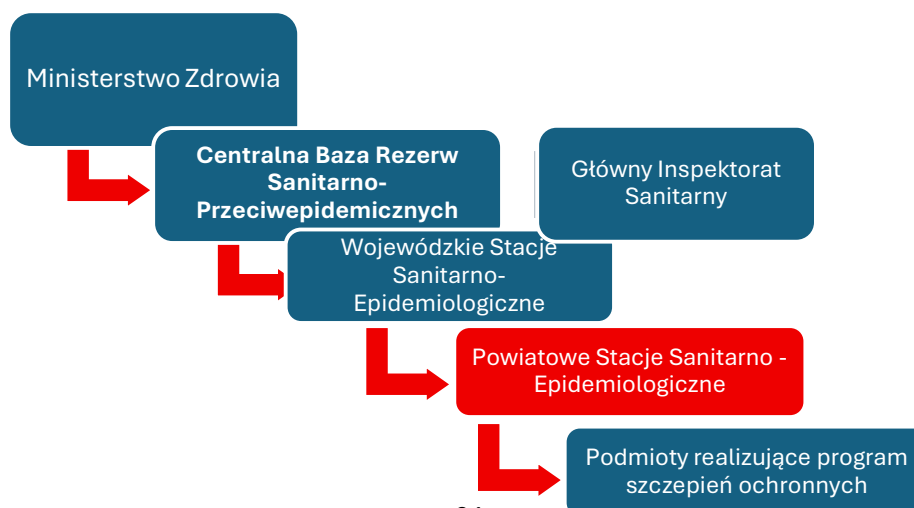 Ministerstwo Zdrowia
Centralna Baza Rezerw
Sanitarno-
Przeciwepidemicznych
Główny Inspektorat
Sanitarny
Wojewódzkie Stacje
Sanitarno-
Epidemiologiczne
Powiatowe Stacje Sanitarno -
Epidemiologiczne
Podmioty realizujące program
szczepień ochronnych